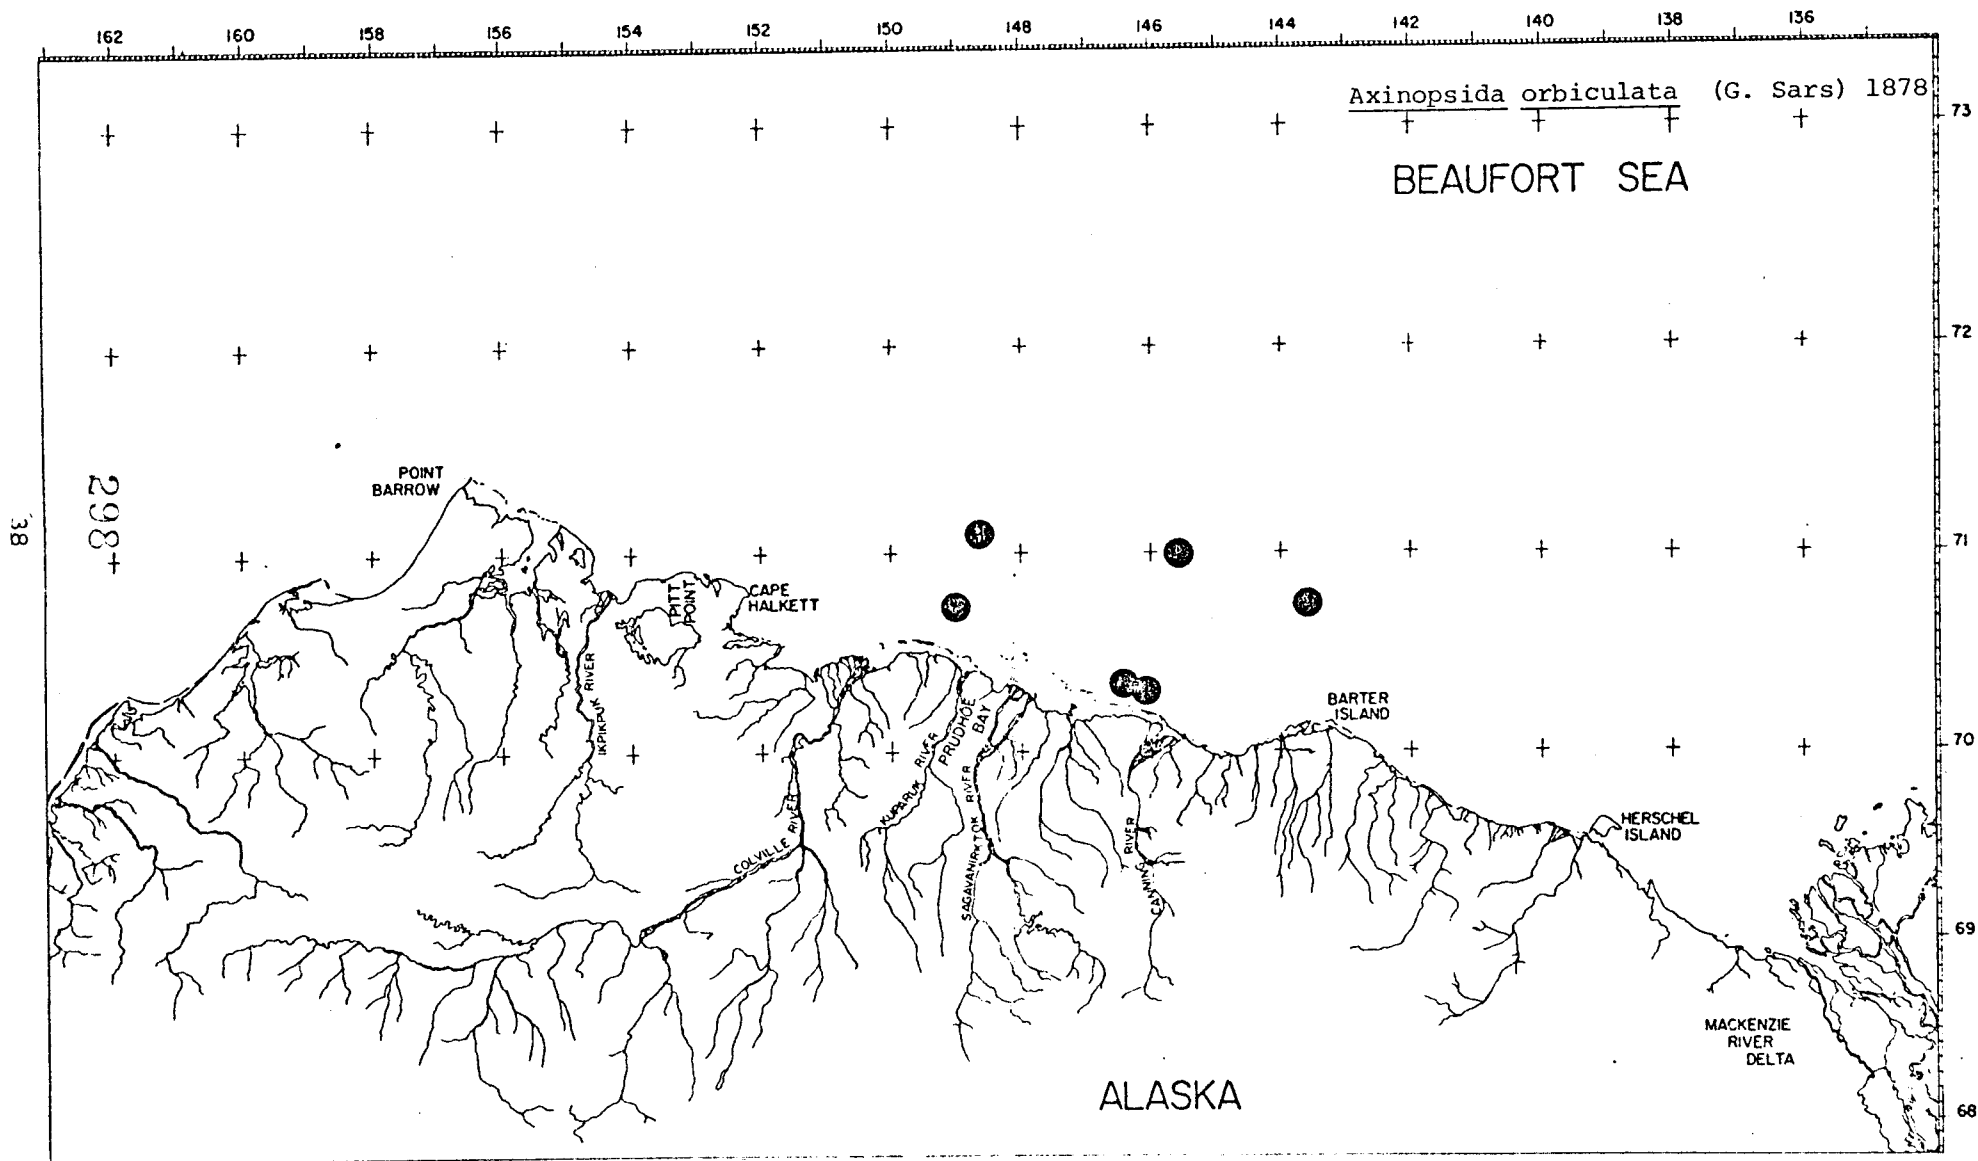 162 160 158 156 154 152 150 148 146 144 142 140 138 136
Axinopsida orbiculata (G. Sars) 1878
73
BEAUFORT SEA
72
POINT
BARROW
298
38
71
PITT
POINT
CAPE
HALKETT
BARTER
ISLAND
IKPIKPUK RIVER
PRUDHOE
BAY
70
KUPARUK RIVER
COLVILLE RIVER
SAGAVANIRKTOK RIVER
CANNING RIVER
HERSCHEL
ISLAND
69
MACKENZIE
RIVER
DELTA
ALASKA
68